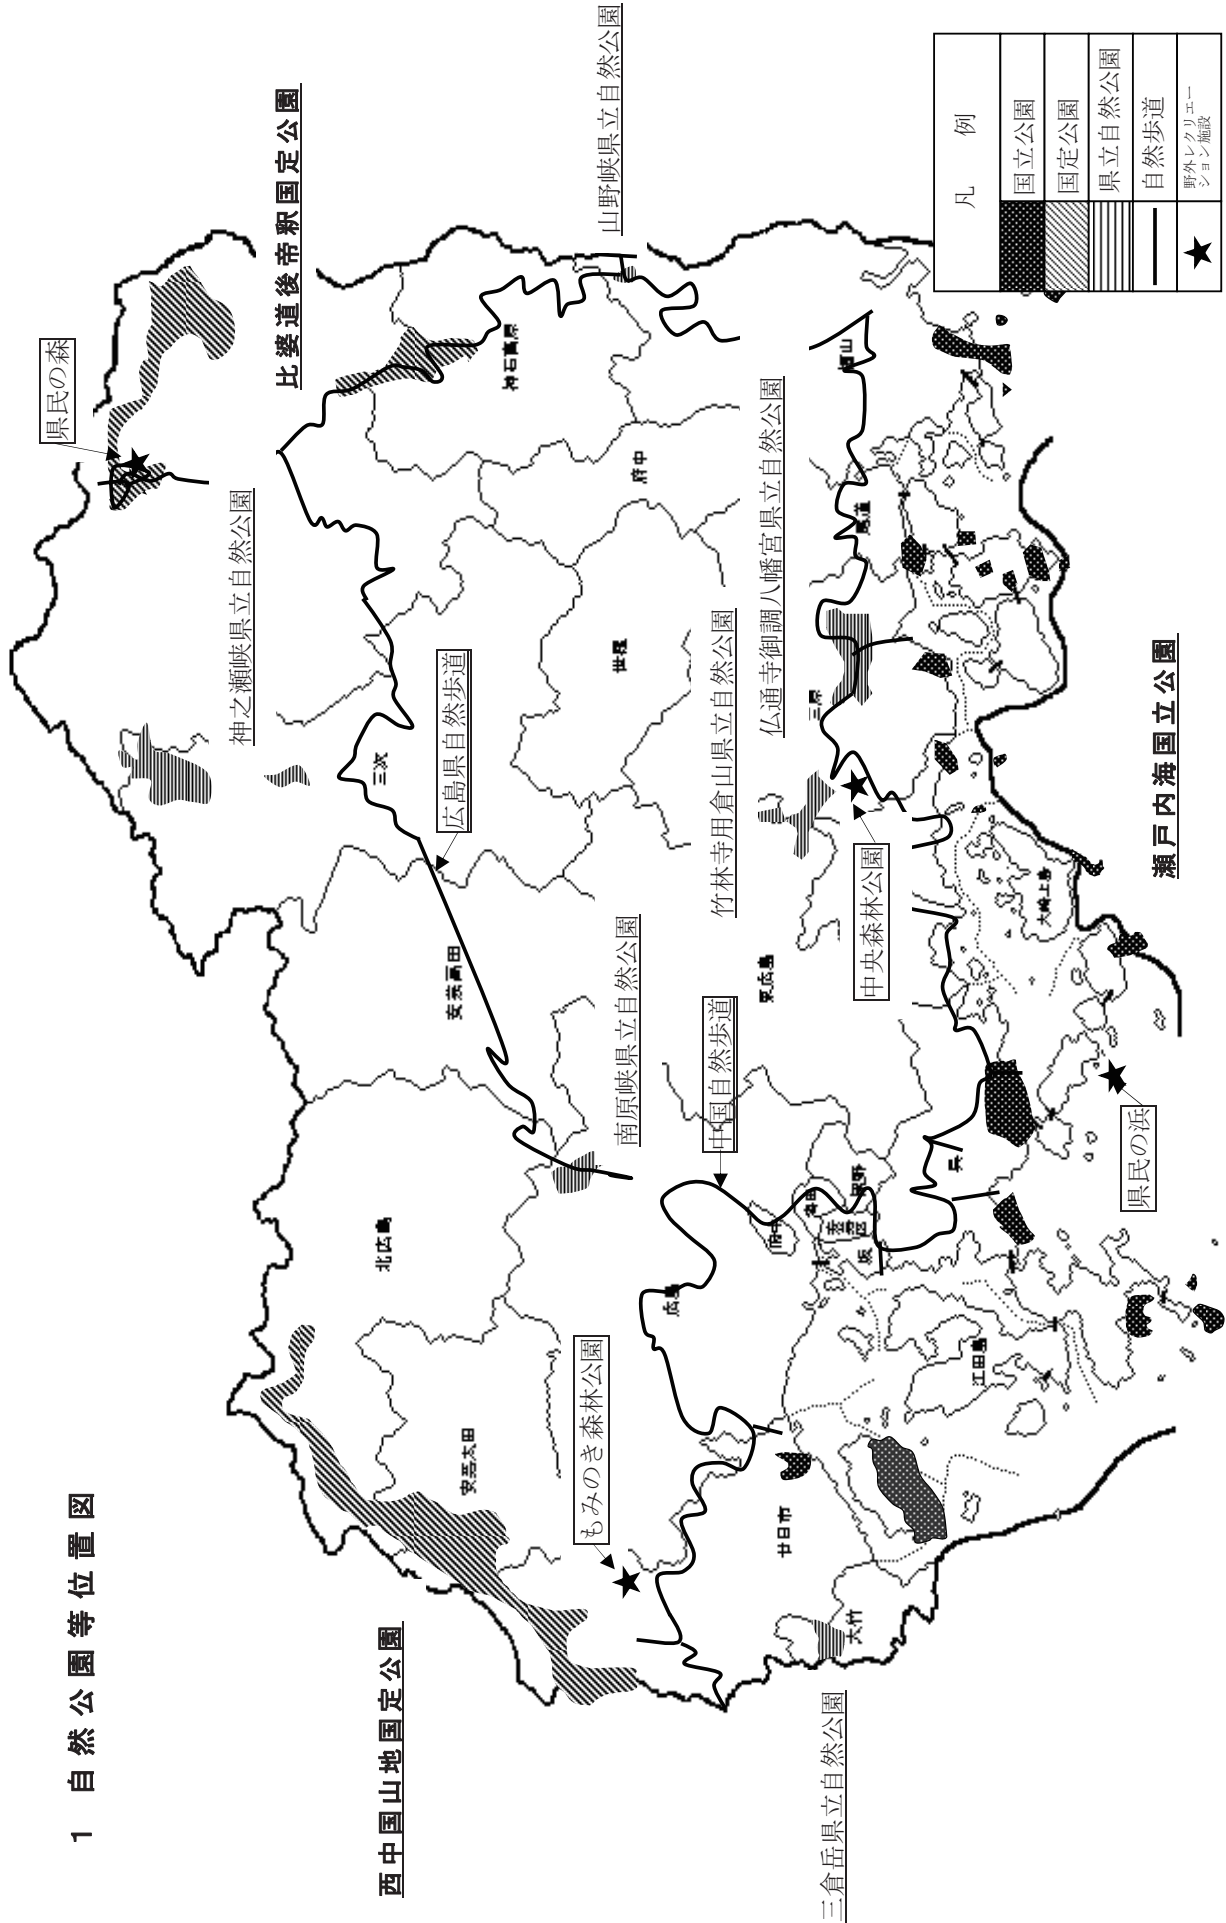 1 自然公園等位置図
県民の森
比婆道後帝釈国定公園
山野峡県立自然公園
神之瀬峡県立自然公園
広島県自然歩道
竹林寺用倉山県立自然公園
仏通寺御調八幡宮県立自然公園
中央森林公園
南原峡県立自然公園
中国自然歩道
瀬戸内海国立公園
県民の浜
西中国山地国定公園
もみのき森林公園
三倉岳県立自然公園
神石高原
府中
世羅
三次
安芸高田
北広島
安芸太田
福山
尾道
三原
東広島
大崎上島
呉
熊野
海田
府中
安芸区
坂
広島
江田島
廿日市
大竹
凡 例
国立公園
国定公園
県立自然公園
自然歩道
野外レクリエー
ション施設